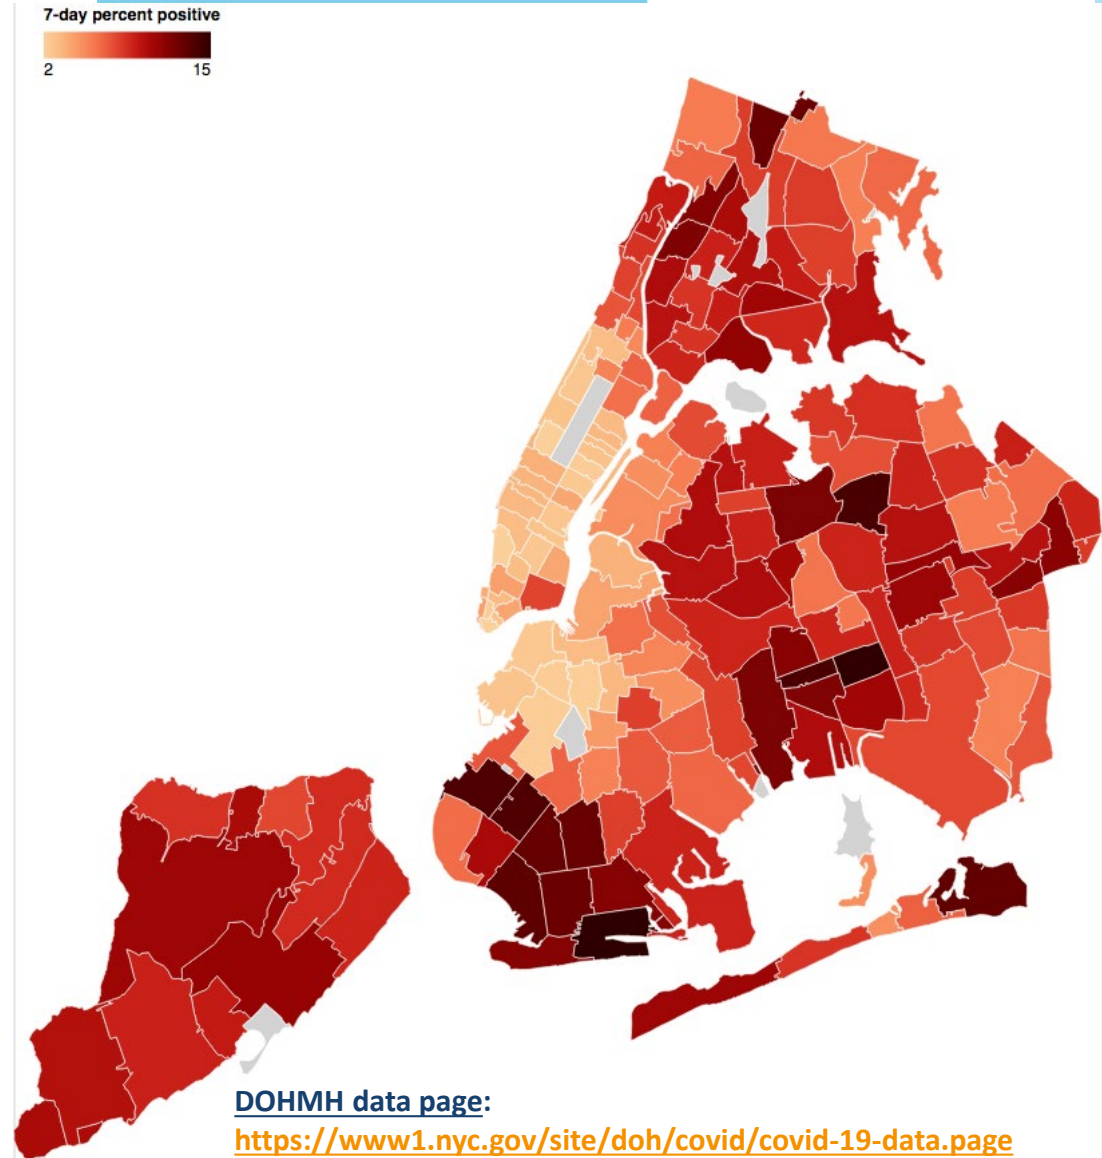 7-day percent positive
2 15
DOHMH data page:
https://www1.nyc.gov/site/doh/covid/covid-19-data.page